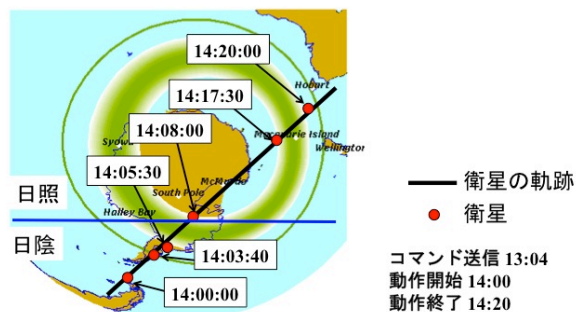 14:20:00
Hobart
14:17:30
Macquarie Island
14:08:00
Wellington
Syowa
14:05:30
McMurdo
South Pole
日照
Halley Bay
日陰
14:03:40
14:00:00
衛星の軌跡
衛星
コマンド送信 13:04
動作開始 14:00
動作終了 14:20